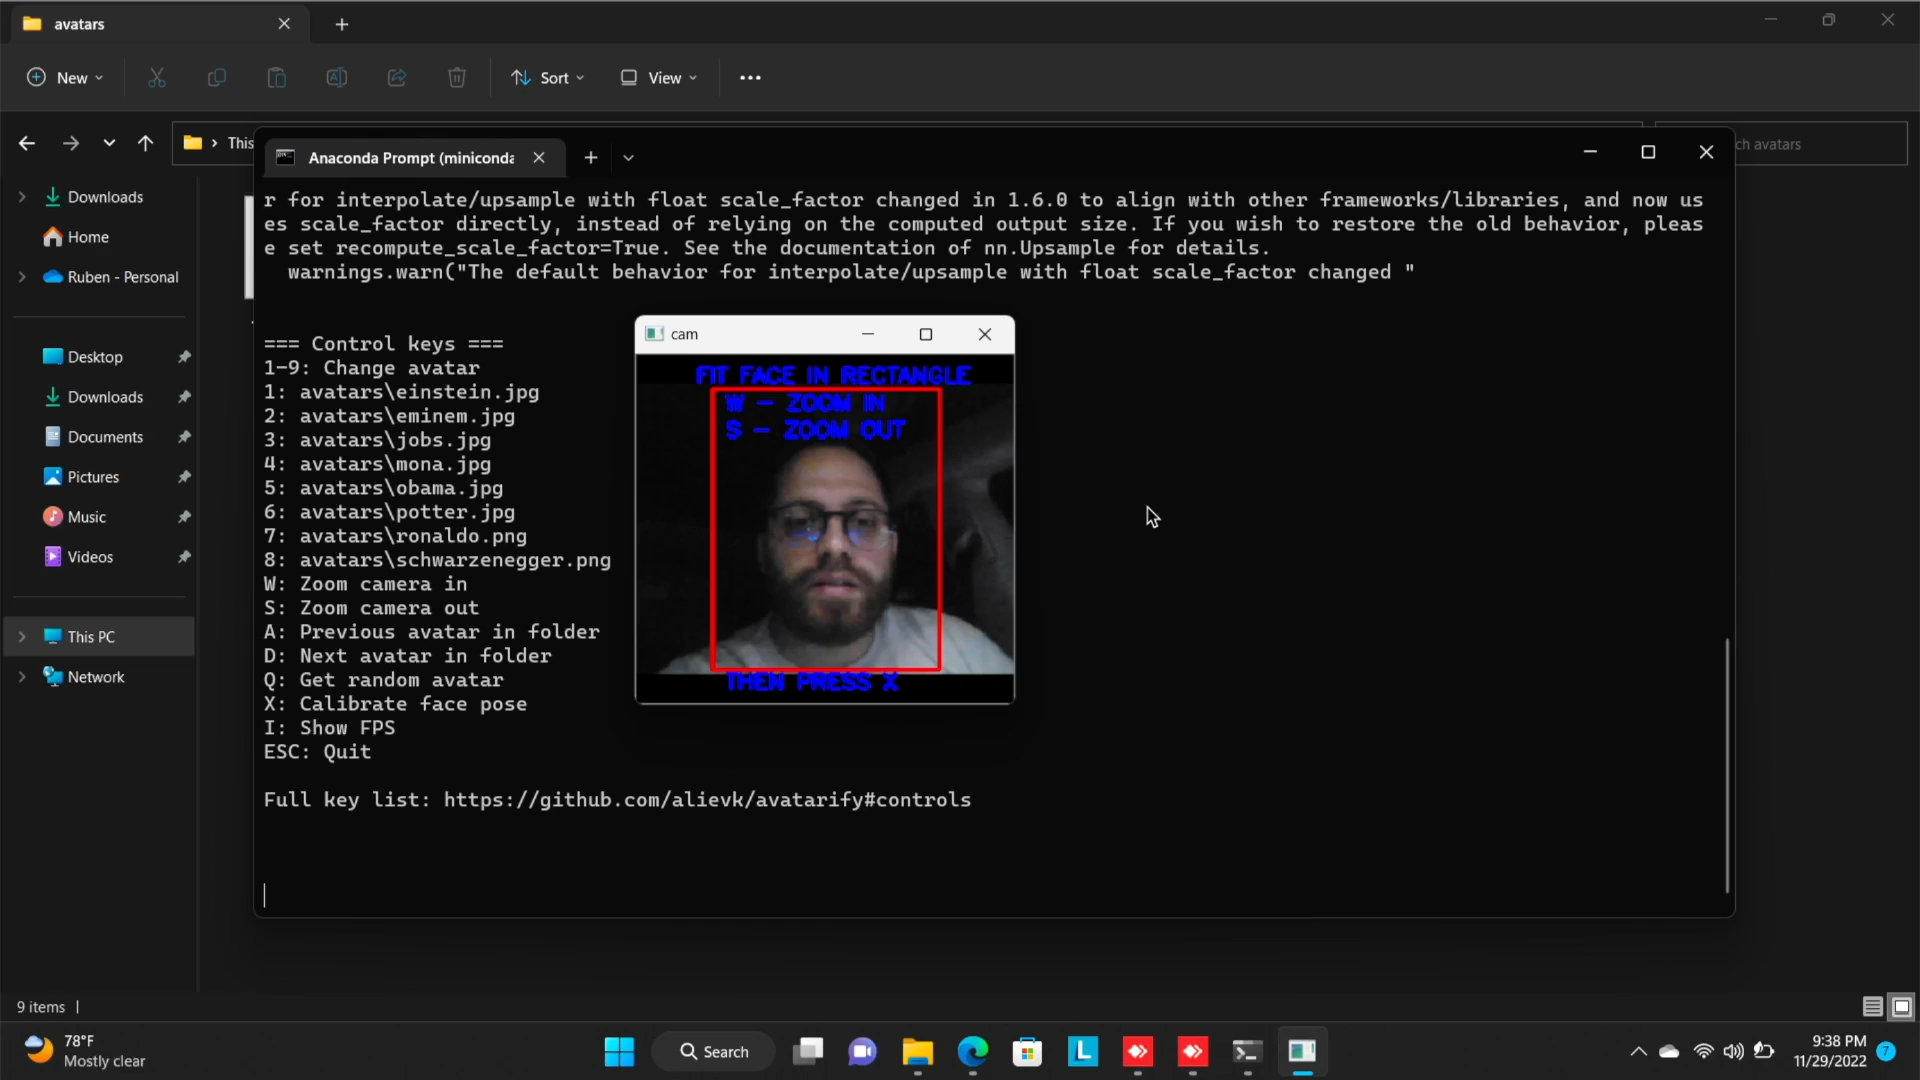 avatars
New
Sort
View
This
ch avatars
Anaconda Prompt (miniconda
r for interpolate/upsample with float scale_factor changed in 1.6.0 to align with other frameworks/libraries, and now us
es scale_factor directly, instead of relying on the computed output size. If you wish to restore the old behavior, pleas
e set recompute_scale_factor=True. See the documentation of nn.Upsample for details.
warnings.warn("The default behavior for interpolate/upsample with float scale_factor changed "
=== Control keys ===
1-9: Change avatar
1: avatars\einstein.jpg
2: avatars\eminem.jpg
3: avatars\jobs.jpg
4: avatars\mona.jpg
5: avatars\obama.jpg
6: avatars\potter.jpg
7: avatars\ronaldo.png
8: avatars\schwarzenegger.png
W: Zoom camera in
S: Zoom camera out
A: Previous avatar in folder
D: Next avatar in folder
Q: Get random avatar
X: Calibrate face pose
I: Show FPS
ESC: Quit
Full key list: https://github.com/alievk/avatarify#controls
cam
FIT FACE IN RECTANGLE
W - ZOOM IN
S - ZOOM OUT
THEN PRESS X
Downloads
Home
Ruben - Personal
Desktop
Downloads
Documents
Pictures
Music
Videos
This PC
Network
9 items
78°F
Mostly clear
Search
L
9:38 PM
11/29/2022
7